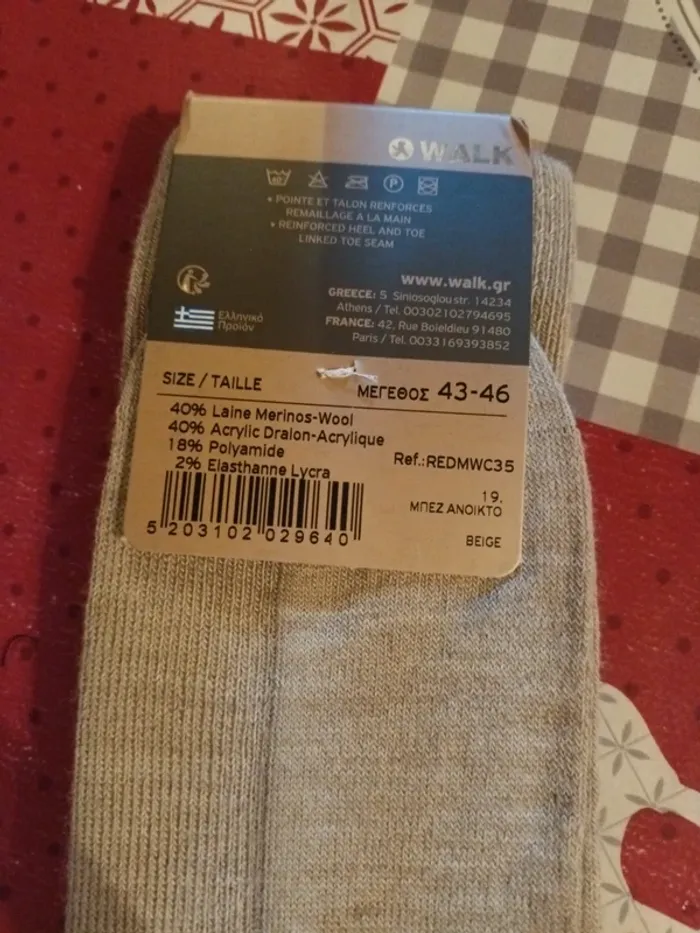 WALK
40°
P
• POINTE ET TALON RENFORCES
REMAILLAGE A LA MAIN
• REINFORCED HEEL AND TOE
LINKED TOE SEAM
www.walk.gr
GREECE: 5 Siniosoglou str. 14234
Athens / Tel. 00302102794695
FRANCE: 42, Rue Boieldieu 91480
Paris / Tel. 0033169393852
Ελληνικό
Προϊόν
SIZE / TAILLE
ΜΕΓΕΘΟΣ 43-46
40% Laine Merinos-Wool
40% Acrylic Dralon-Acrylique
18% Polyamide
2% Elasthanne Lycra
Ref.:REDMWC35
19.
ΜΠΕΖ ΑΝΟΙΚΤΟ
BEIGE
5 203102 029640